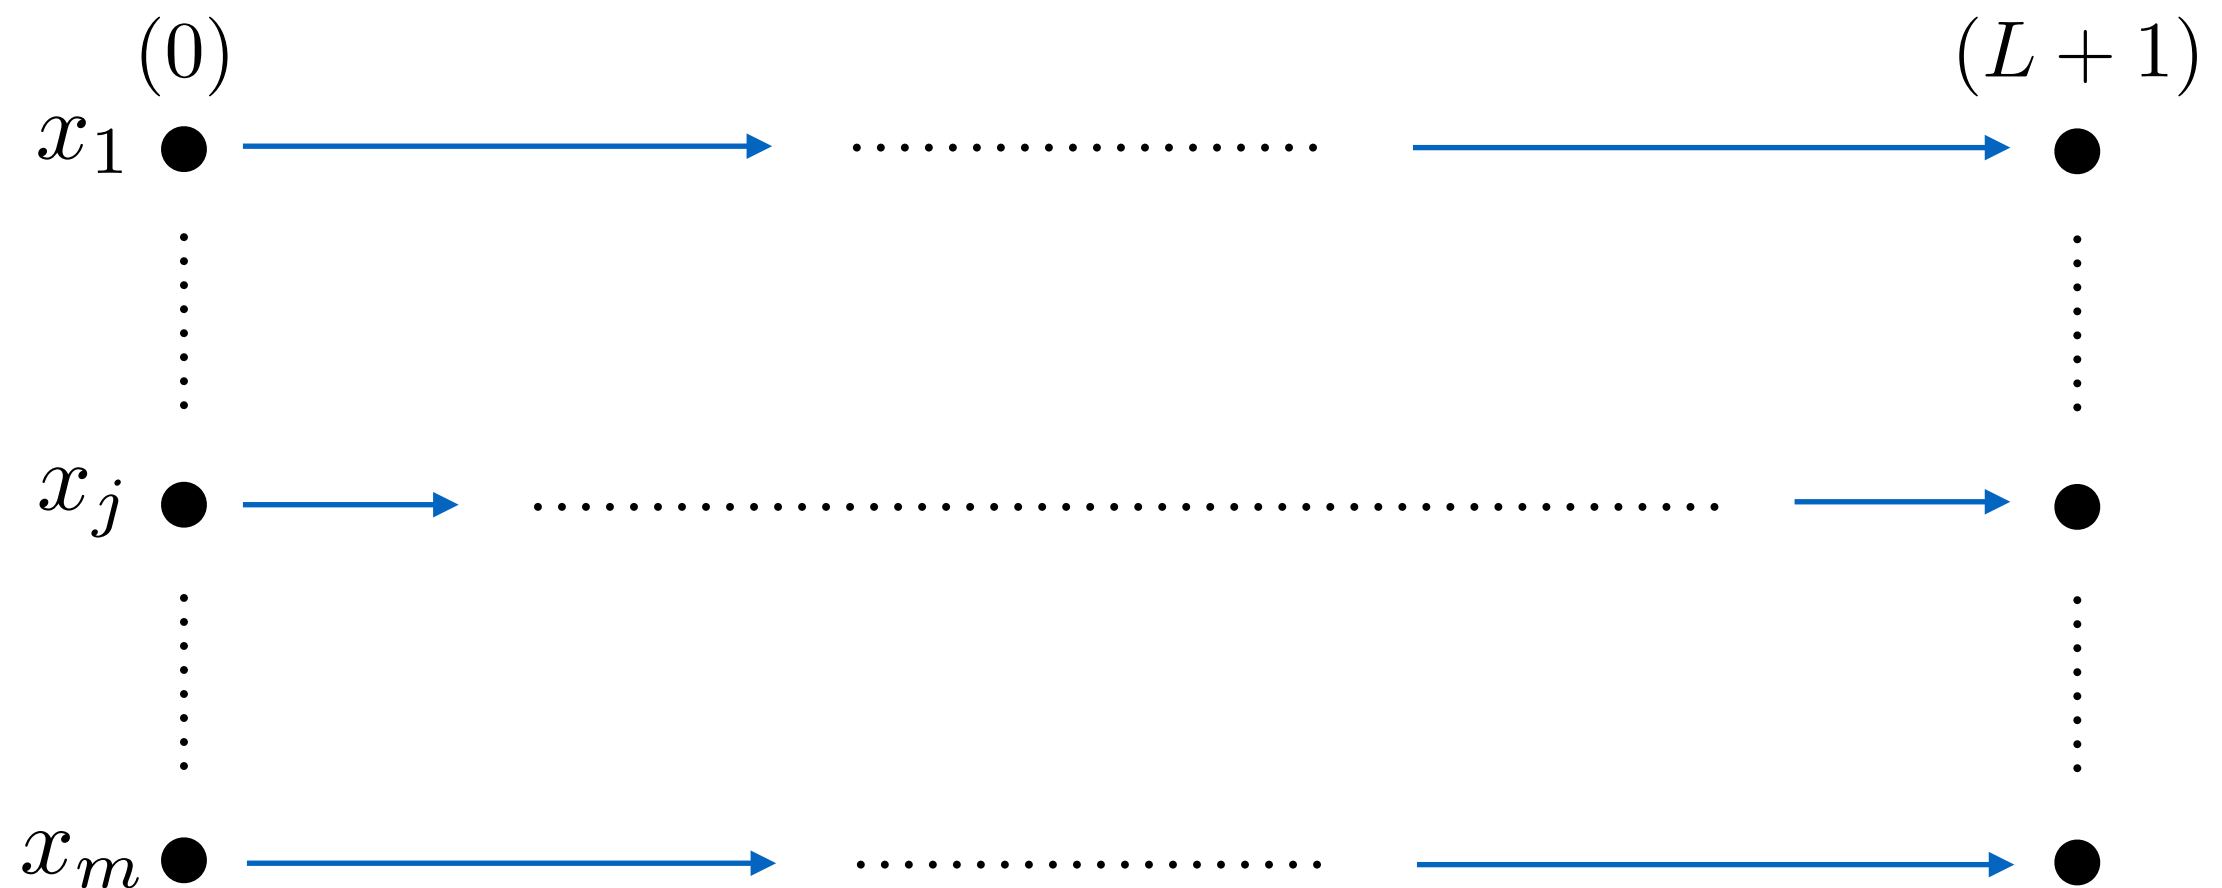 (0) (L + 1)
x₁
xⱼ
xₘ